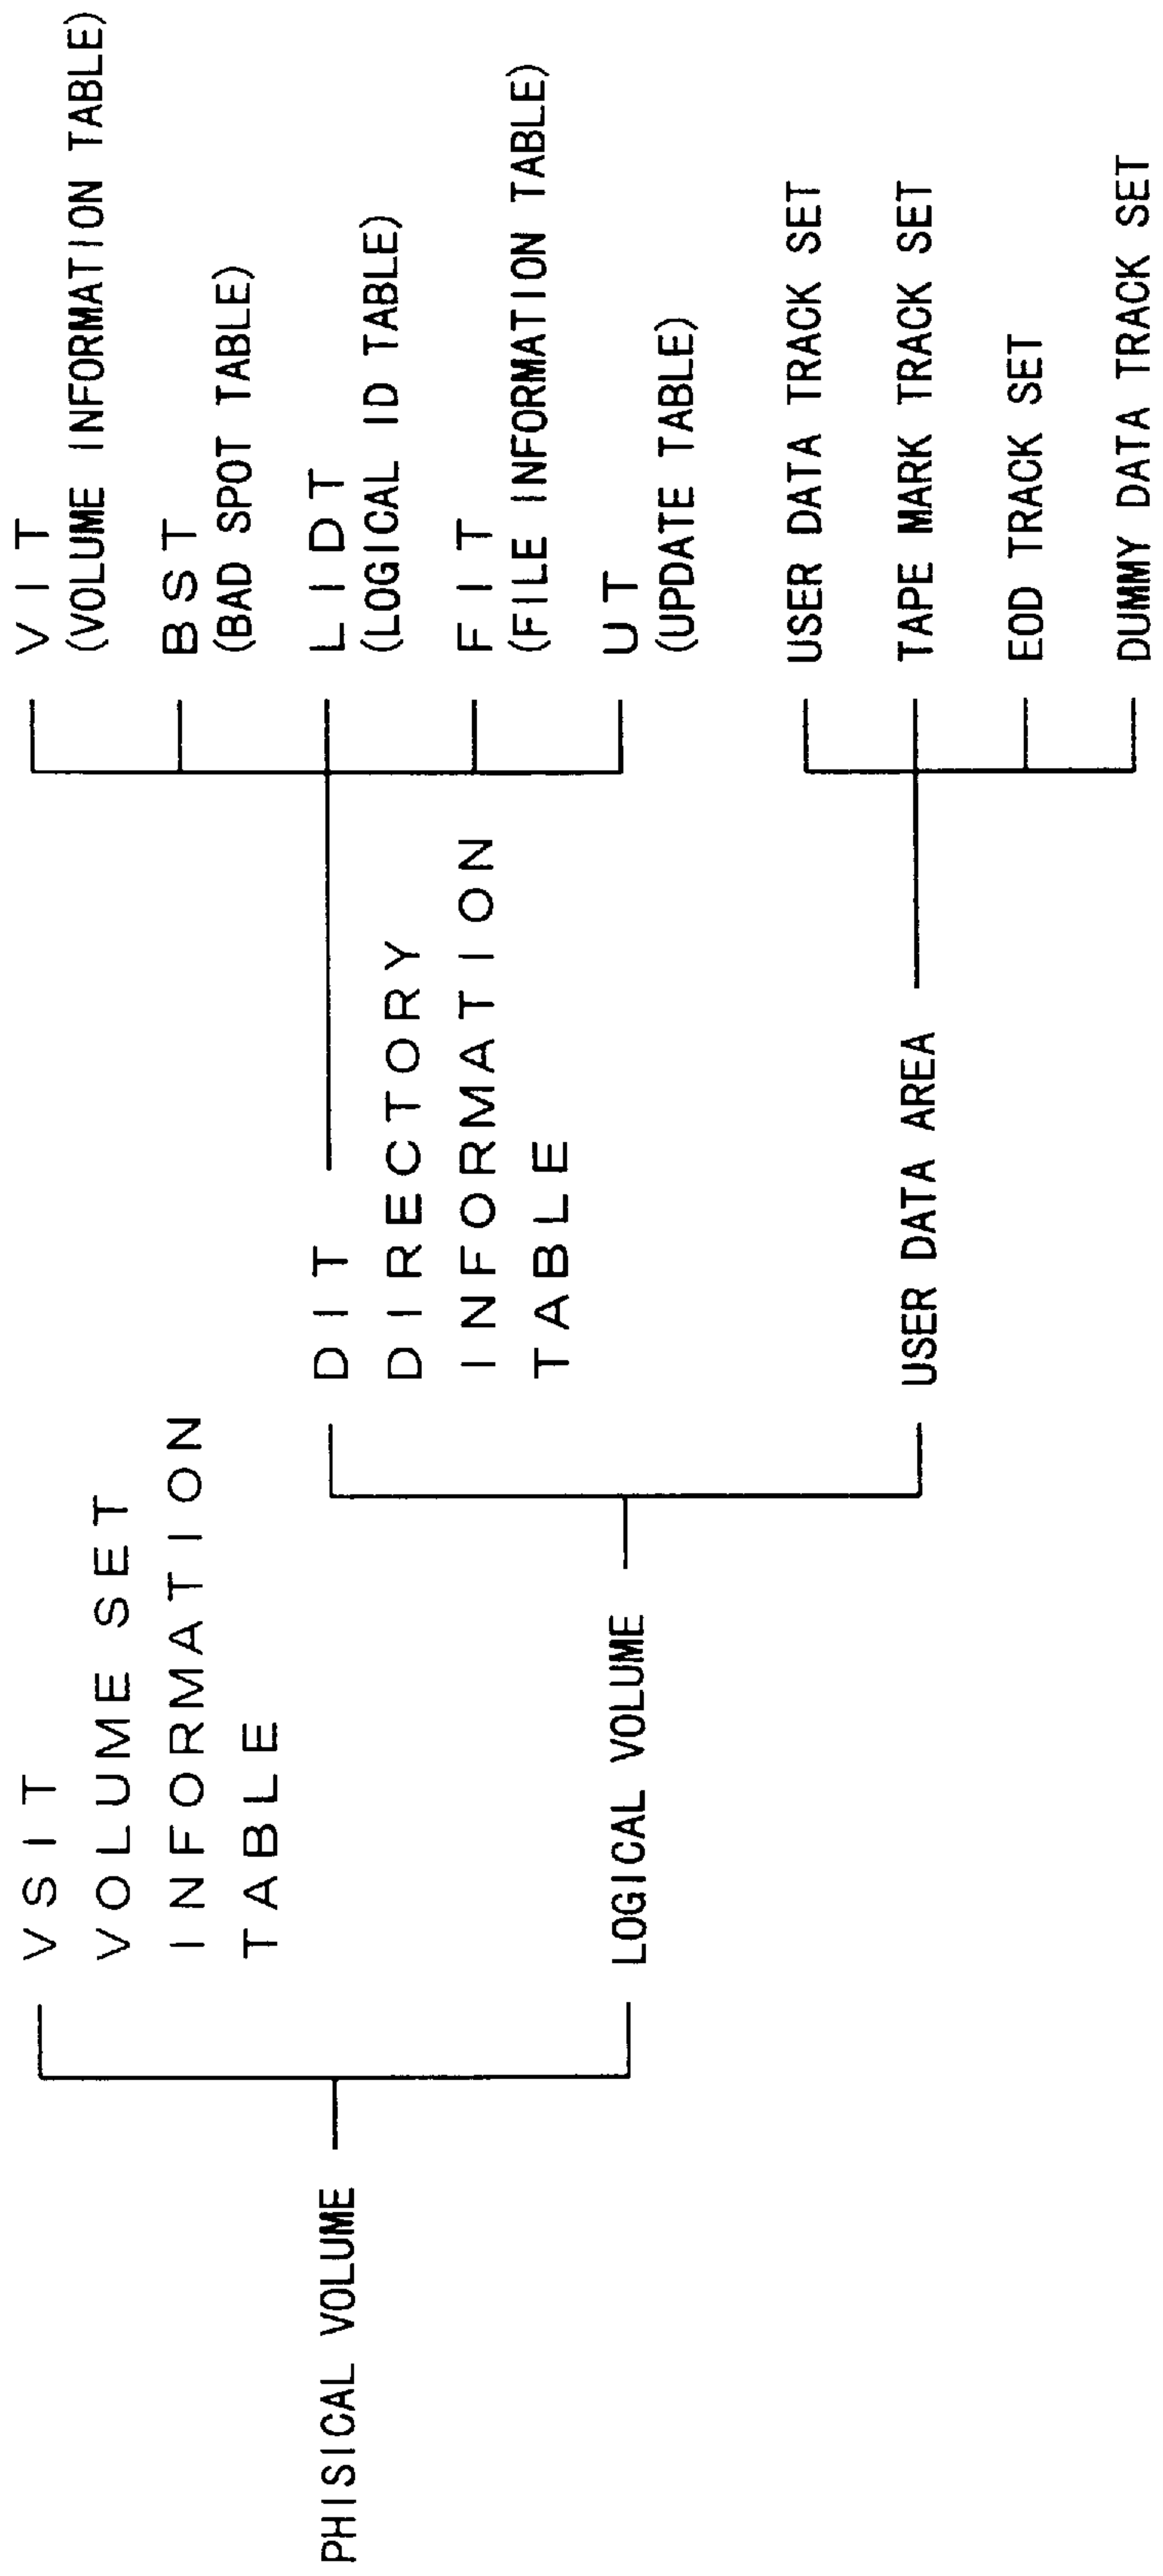 PHISICAL VOLUME
VSIT
VOLUME SET
INFORMATION
TABLE
LOGICAL VOLUME
DIT
DIRECTORY
INFORMATION
TABLE
USER DATA AREA
VIT
(VOLUME INFORMATION TABLE)
BST
(BAD SPOT TABLE)
LIDT
(LOGICAL ID TABLE)
FIT
(FILE INFORMATION TABLE)
UT
(UPDATE TABLE)
USER DATA TRACK SET
TAPE MARK TRACK SET
EOD TRACK SET
DUMMY DATA TRACK SET